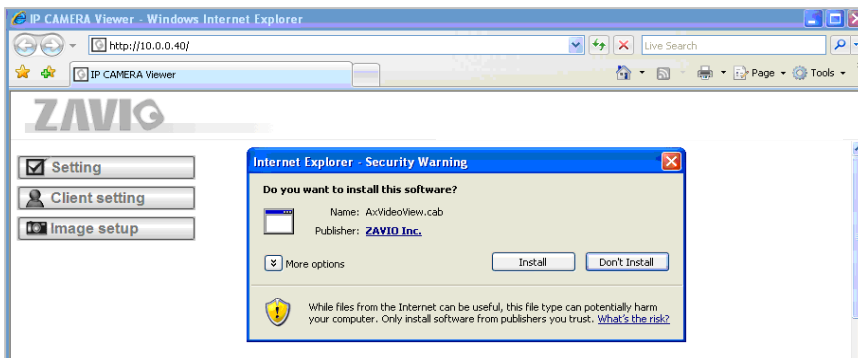 IP CAMERA Viewer - Windows Internet Explorer
http://10.0.0.40/
Live Search
IP CAMERA Viewer
Page
Tools
ZAVIO
Setting
Client setting
Image setup
Internet Explorer - Security Warning
Do you want to install this software?
Name: AxVideoView.cab
Publisher: ZAVIO Inc.
More options
Install
Don't Install
While files from the Internet can be useful, this file type can potentially harm
your computer. Only install software from publishers you trust. What's the risk?